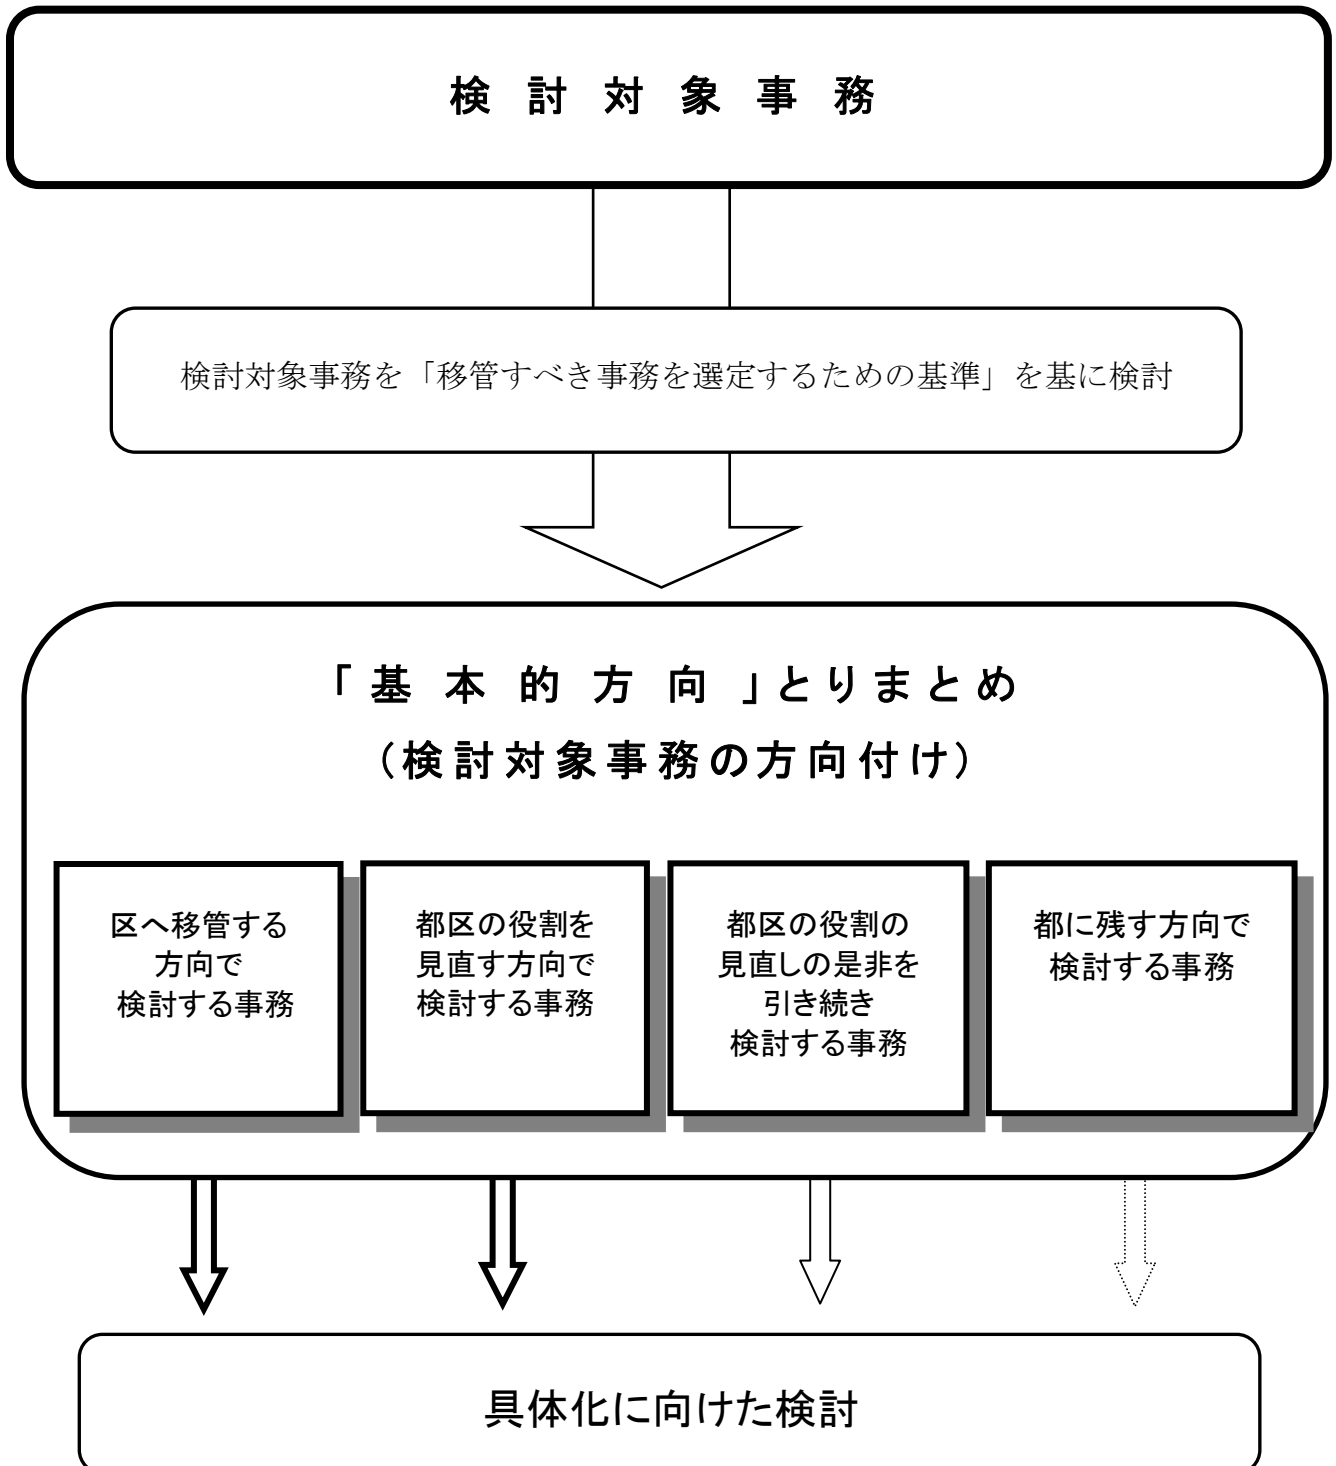 検討対象事務
検討対象事務を「移管すべき事務を選定するための基準」を基に検討
「基本的方向」とりまとめ
（検討対象事務の方向付け）
区へ移管する
方向で
検討する事務
都区の役割を
見直す方向で
検討する事務
都区の役割の
見直しの是非を
引き続き
検討する事務
都に残す方向で
検討する事務
具体化に向けた検討